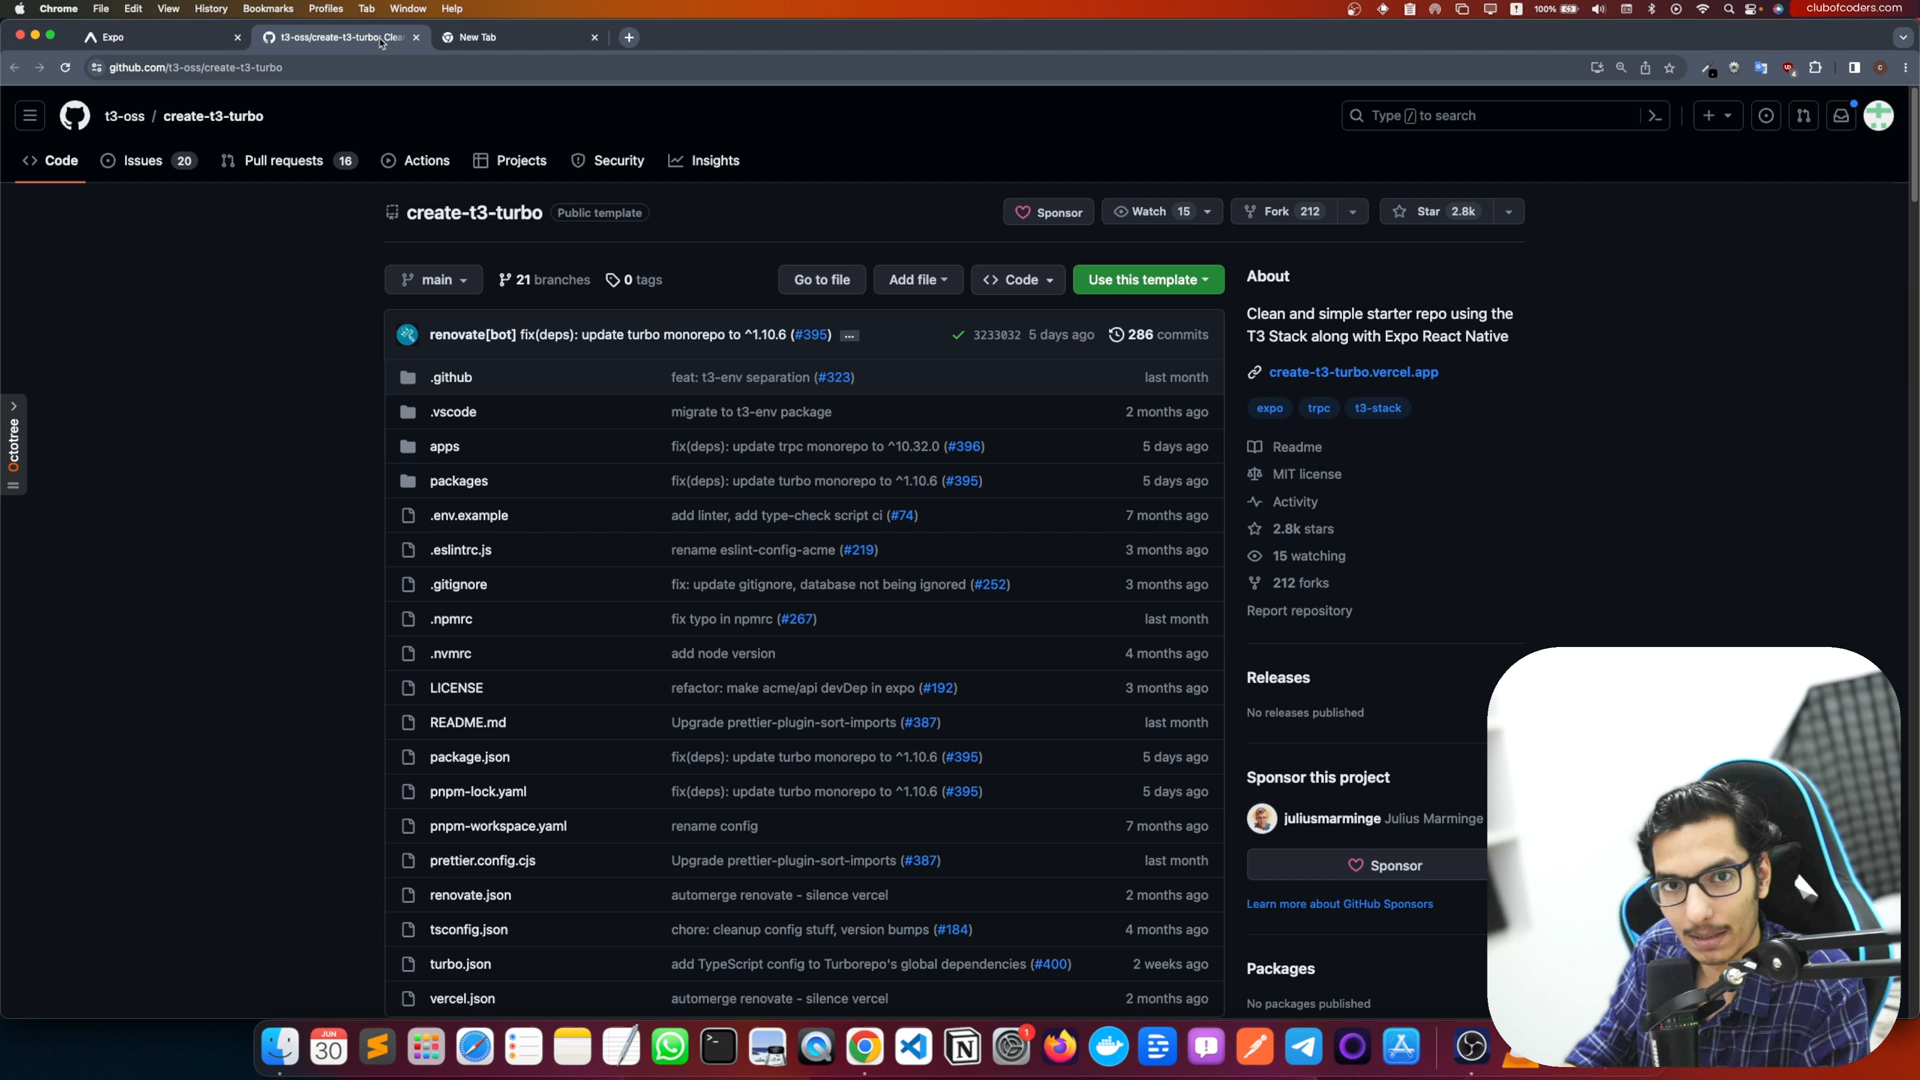 Chrome File Edit View History Bookmarks Profiles Tab Window Help
100% clubofcoders.com
Expo
t3-oss/create-t3-turbo: Clea
New Tab
github.com/t3-oss/create-t3-turbo
t3-oss / create-t3-turbo
Type / to search
Code
Issues 20
Pull requests 16
Actions
Projects
Security
Insights
create-t3-turbo Public template
Sponsor
Watch 15
Fork 212
Star 2.8k
main
21 branches
0 tags
Go to file
Add file
Code
Use this template
renovate[bot] fix(deps): update turbo monorepo to ^1.10.6 (#395) ...
3233032 5 days ago
286 commits
.github feat: t3-env separation (#323) last month
.vscode migrate to t3-env package 2 months ago
apps fix(deps): update trpc monorepo to ^10.32.0 (#396) 5 days ago
packages fix(deps): update turbo monorepo to ^1.10.6 (#395) 5 days ago
.env.example add linter, add type-check script ci (#74) 7 months ago
.eslintrc.js rename eslint-config-acme (#219) 3 months ago
.gitignore fix: update gitignore, database not being ignored (#252) 3 months ago
.npmrc fix typo in npmrc (#267) last month
.nvmrc add node version 4 months ago
LICENSE refactor: make acme/api devDep in expo (#192) 3 months ago
README.md Upgrade prettier-plugin-sort-imports (#387) last month
package.json fix(deps): update turbo monorepo to ^1.10.6 (#395) 5 days ago
pnpm-lock.yaml fix(deps): update turbo monorepo to ^1.10.6 (#395) 5 days ago
pnpm-workspace.yaml rename config 7 months ago
prettier.config.cjs Upgrade prettier-plugin-sort-imports (#387) last month
renovate.json automerge renovate - silence vercel 2 months ago
tsconfig.json chore: cleanup config stuff, version bumps (#184) 4 months ago
turbo.json add TypeScript config to Turborepo's global dependencies (#400) 2 weeks ago
vercel.json automerge renovate - silence vercel 2 months ago
Octotree
About
Clean and simple starter repo using the
T3 Stack along with Expo React Native
create-t3-turbo.vercel.app
expo trpc t3-stack
Readme
MIT license
Activity
2.8k stars
15 watching
212 forks
Report repository
Releases
No releases published
Sponsor this project
juliusmarminge Julius Marminge
Sponsor
Learn more about GitHub Sponsors
Packages
No packages published
JUN
30
1